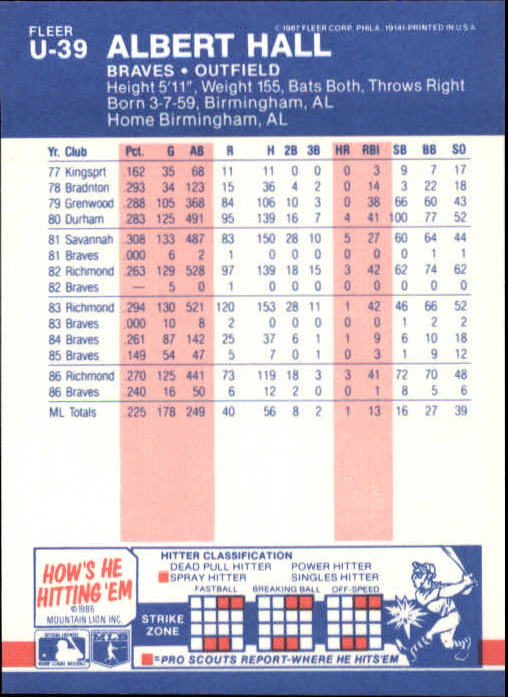 FLEER
U-39 ALBERT HALL
© 1987 FLEER CORP. PHILA. 19141-PRINTED IN U.S.A.
BRAVES • OUTFIELD
Height 5'11", Weight 155, Bats Both, Throws Right
Born 3-7-59, Birmingham, AL
Home Birmingham, AL
Yr. Club Pct. G AB R H 2B 3B HR RBI SB BB SO
77 Kingsprt .162 35 68 11 11 0 0 0 3 9 7 17
78 Bradnton .293 34 123 15 36 4 2 0 14 3 22 18
79 Grenwood .288 105 368 84 106 10 3 0 38 66 60 43
80 Durham .283 125 491 95 139 16 7 4 41 100 77 52
81 Savannah .308 133 487 83 150 28 10 5 27 60 64 44
81 Braves .000 6 2 1 0 0 0 0 0 0 1 1
82 Richmond .263 129 528 97 139 18 15 3 42 62 74 62
82 Braves — 5 0 1 0 0 0 0 0 0 0 0
83 Richmond .294 130 521 120 153 28 11 1 42 46 66 52
83 Braves .000 10 8 2 0 0 0 0 0 1 2 2
84 Braves .261 87 142 25 37 6 1 1 9 6 10 18
85 Braves .149 54 47 5 7 0 1 0 3 1 9 12
86 Richmond .270 125 441 73 119 18 3 3 41 72 70 48
86 Braves .240 16 50 6 12 2 0 0 1 8 5 6
ML Totals .225 178 249 40 56 8 2 1 13 16 27 39
HOW'S HE
HITTING 'EM
© 1986
MOUNTAIN LION INC.
HITTER CLASSIFICATION
DEAD PULL HITTER POWER HITTER
SPRAY HITTER SINGLES HITTER
FASTBALL BREAKING BALL OFF-SPEED
STRIKE
ZONE
=PRO SCOUTS REPORT-WHERE HE HITS'EM